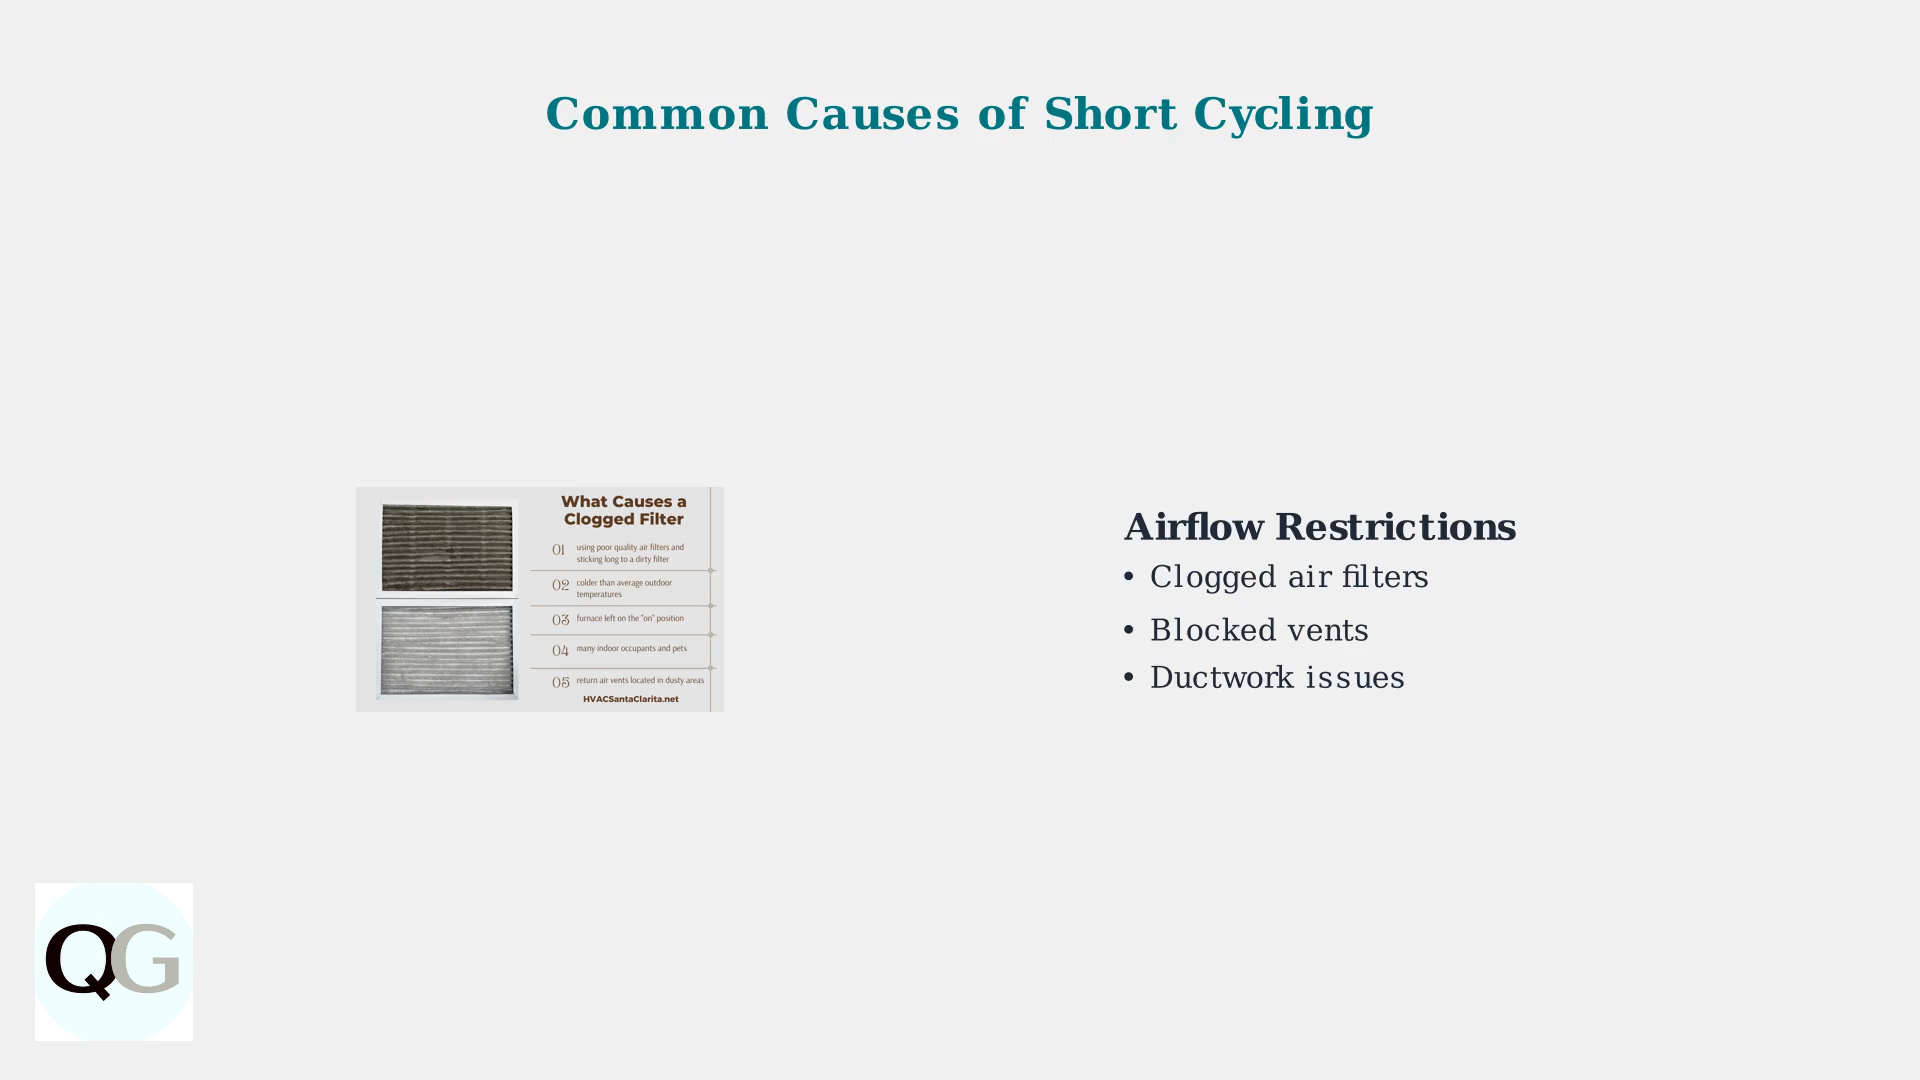 Common Causes of Short Cycling
What Causes a
Clogged Filter
01 using poor quality air filters and
sticking long to a dirty filter
02 colder than average outdoor
temperatures
03 furnace left on the "on" position
04 many indoor occupants and pets
05 return air vents located in dusty areas
HVACSantaClarita.net
Airflow Restrictions
• Clogged air filters
• Blocked vents
• Ductwork issues
QG